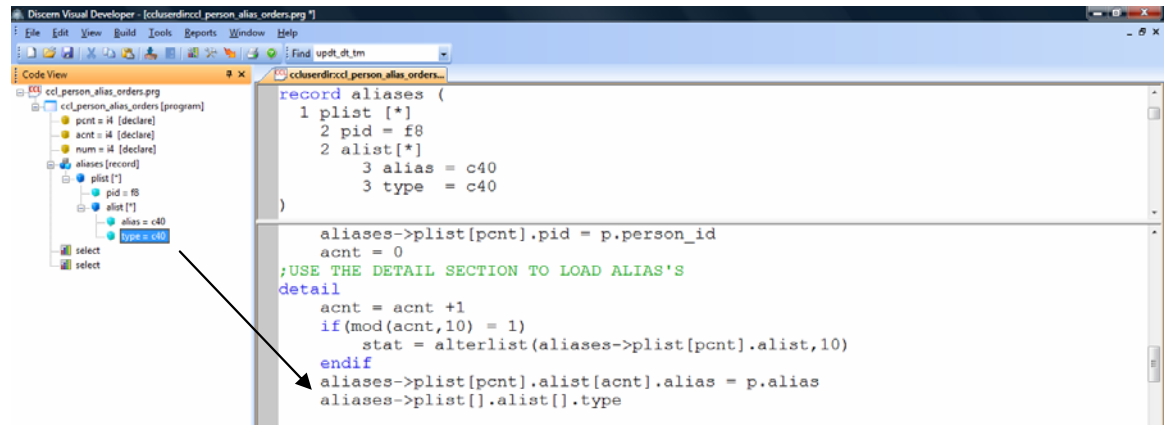 Discern Visual Developer - [ccluserdir:ccl_person_alias_orders.prg *]
File Edit View Build Tools Reports Window Help
Find updt_dt_tm
Code View
ccluserdir:ccl_person_alias_orders...
ccl_person_alias_orders.prg
ccl_person_alias_orders [program]
pcnt = i4 [declare]
acnt = i4 [declare]
num = i4 [declare]
aliases [record]
plist [*]
pid = f8
alist [*]
alias = c40
type = c40
select
select
record aliases (
1 plist [*]
2 pid = f8
2 alist[*]
3 alias = c40
3 type = c40
)
aliases->plist[pcnt].pid = p.person_id
acnt = 0
;USE THE DETAIL SECTION TO LOAD ALIAS'S
detail
acnt = acnt +1
if(mod(acnt,10) = 1)
stat = alterlist(aliases->plist[pcnt].alist,10)
endif
aliases->plist[pcnt].alist[acnt].alias = p.alias
aliases->plist[].alist[].type